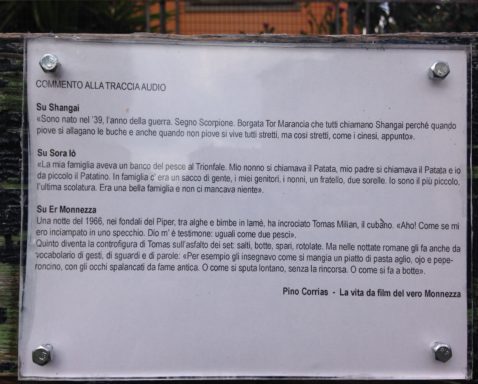 COMMENTO ALLA TRACCIA AUDIO
Su Shangai
«Sono nato nel '39, l'anno della guerra. Segno Scorpione. Borgata Tor Marancia che tutti chiamano Shangai perché quando
piove si allagano le buche e anche quando non piove si vive tutti stretti, ma così stretti, come i cinesi, appunto».
Su Sora Iò
«La mia famiglia aveva un banco del pesce al Trionfale. Mio nonno si chiamava il Patata, mio padre si chiamava il Patata e io
da piccolo il Patatino. In famiglia c'era un sacco di gente, i miei genitori, i nonni, un fratello, due sorelle. Io sono il più piccolo,
l'ultima scolatura. Era una bella famiglia e non ci mancava niente».
Su Er Monnezza
Una notte del 1966, nei fondali del Piper, tra alghe e bimbe in lamé, ha incrociato Tomas Milian, il cubano. «Aho! Come se mi
ero inciampato in uno specchio. Dio m'è testimone: uguali come due pesci».
Quinto diventa la controfigura di Tomas sull'asfalto dei set: salti, botte, spari, rotolate. Ma nelle nottate romane gli fa anche da
vocabolario di gesti, di sguardi e di parole: «Per esempio gli insegnavo come si mangia un piatto di pasta aglio, ojo e pepe-
roncino, con gli occhi spalancati da fame antica. O come si sputa lontano, senza la rincorsa. O come si fa a botte».
Pino Corrias - La vita da film del vero Monnezza